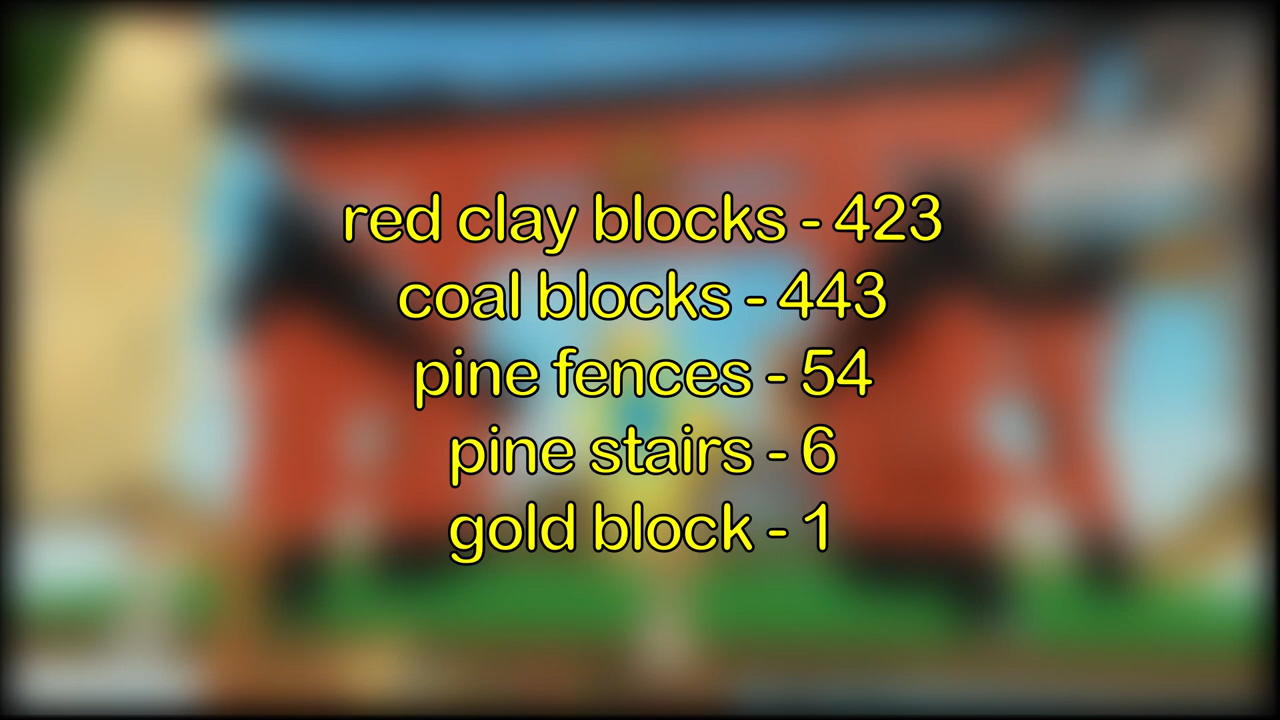 red clay blocks - 423
coal blocks - 443
pine fences - 54
pine stairs - 6
gold block - 1